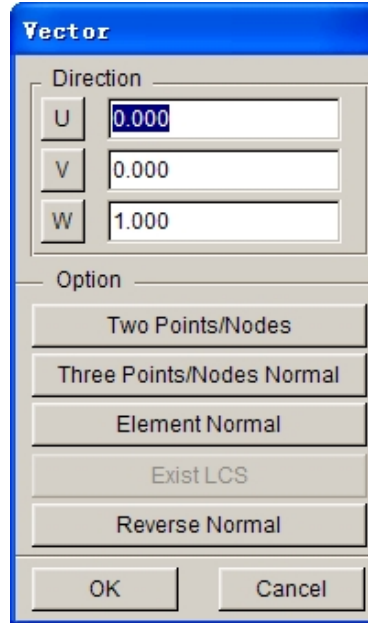 Vector
Direction
U 0.000
V 0.000
W 1.000
Option
Two Points/Nodes
Three Points/Nodes Normal
Element Normal
Exist LCS
Reverse Normal
OK Cancel